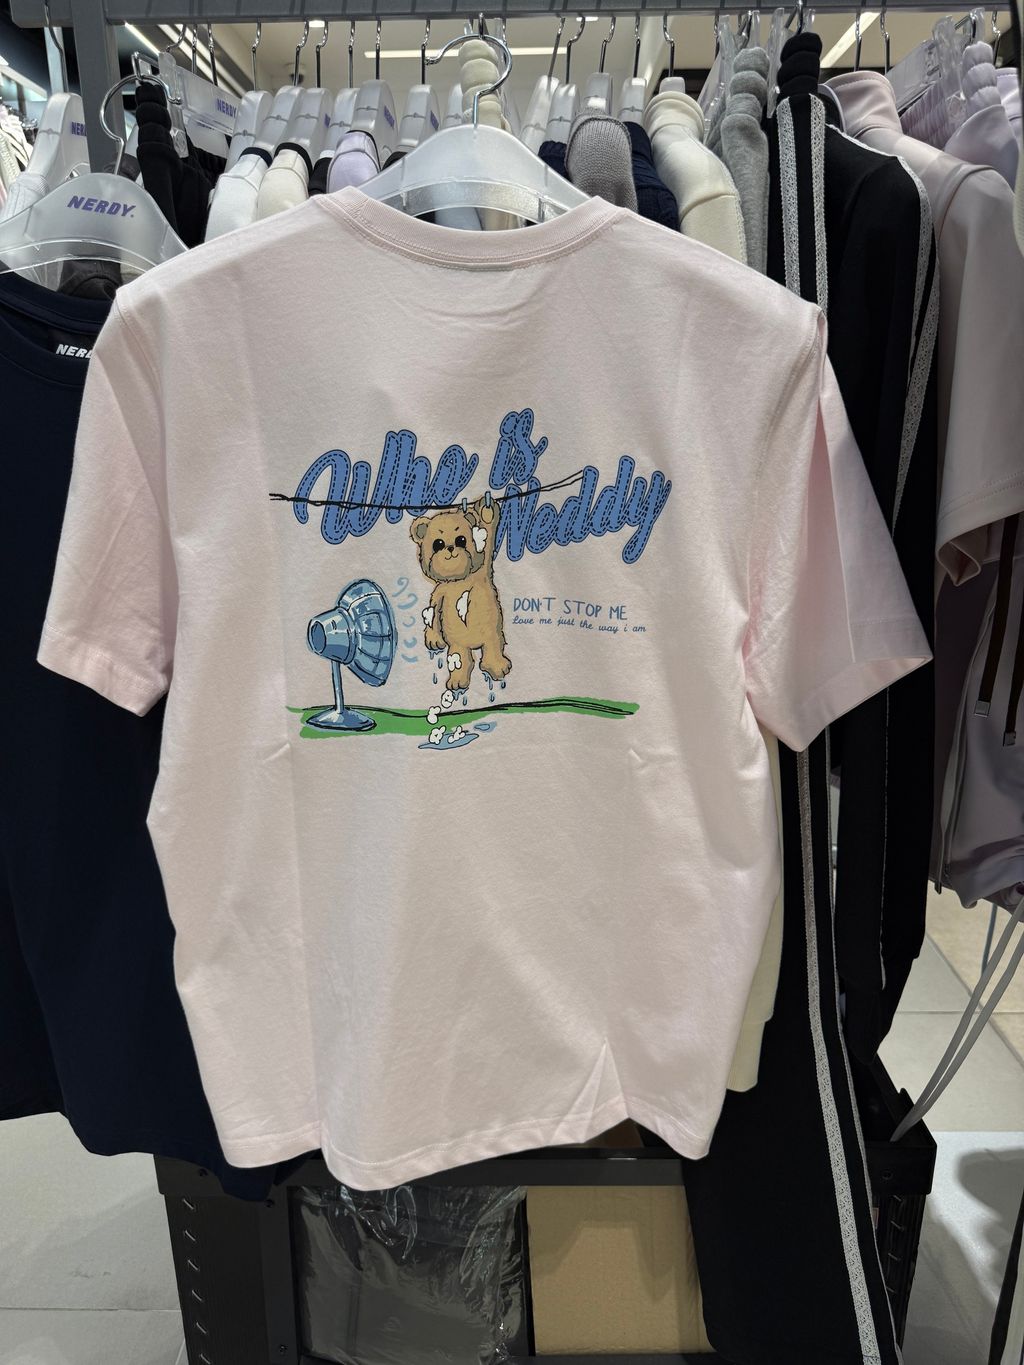 NERDY
NERDY.
Who is
Neddy
DON'T STOP ME
love me just the way i am